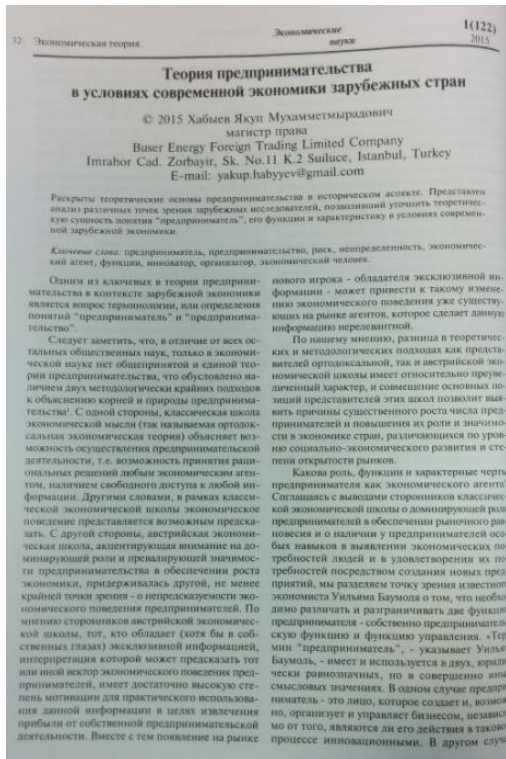 32 Экономическая теория
Экономические
науки
1(122)
2015
Теория предпринимательства
в условиях современной экономики зарубежных стран
© 2015 Хабыев Якуп Мухамметмырадович
магистр права
Buser Energy Foreign Trading Limited Company
Imrahor Cad. Zorbayir, Sk. No.11 K.2 Suiluce, Istanbul, Turkey
E-mail: yakup.habyyev@gmail.com
Раскрыты теоретические основы предпринимательства в историческом аспекте. Представлен
анализ различных точек зрения зарубежных исследователей, позволивший уточнить теоретичес-
кую сущность понятия "предприниматель", его функции и характеристику в условиях современ-
ной зарубежной экономики.
Ключевые слова: предприниматель, предпринимательство, риск, неопределенность, экономичес-
кий агент, функции, инноватор, организатор, экономический человек.
Одним из ключевых в теории предприни-
мательства в контексте зарубежной экономики
является вопрос терминологии, или определения
понятий "предприниматель" и "предпринима-
тельство".
Следует заметить, что, в отличие от всех ос-
тальных общественных наук, только в экономи-
ческой науке нет общепринятой и единой тео-
рии предпринимательства, что обусловлено на-
личием двух методологически крайних подходов
к объяснению корней и природы предпринима-
тельства¹. С одной стороны, классическая школа
экономической мысли (так называемая ортодок-
сальная экономическая теория) объясняет воз-
можность осуществления предпринимательской
деятельности, т.е. возможность принятия раци-
ональных решений любым экономическим аген-
том, наличием свободного доступа к любой ин-
формации. Другими словами, в рамках класси-
ческой экономической школы экономическое
поведение представляется возможным предска-
зать. С другой стороны, австрийская экономи-
ческая школа, акцентирующая внимание на до-
минирующей роли и превалирующей значимос-
ти предпринимательства в обеспечении роста
экономики, придерживалась другой, не менее
крайней точки зрения - о непредсказуемости эко-
номического поведения предпринимателей. По
мнению сторонников австрийской экономичес-
кой школы, тот, кто обладает (хотя бы в соб-
ственных глазах) эксклюзивной информацией,
интерпретация которой может предсказать тот
или иной вектор экономического поведения пред-
принимателей, имеет достаточно высокую сте-
пень мотивации для практического использова-
ния данной информации в целях извлечения
прибыли от собственной предпринимательской
деятельности. Вместе с тем появление на рынке
нового игрока - обладателя эксклюзивной ин-
формации - может привести к такому измене-
нию экономического поведения уже существу-
ющих на рынке агентов, которое сделает данную
информацию нерелевантной.
По нашему мнению, разница в теоретичес-
ких и методологических подходах как предста-
вителей ортодоксальной, так и австрийской эко-
номической школы имеет относительно преуве-
личенный характер, и совмещение основных по-
зиций представителей этих школ позволит выя-
вить причины существенного роста числа пред-
принимателей и повышения их роли и значимо-
сти в экономике стран, различающихся по уров-
ню социально-экономического развития и сте-
пени открытости рынков.
Какова роль, функции и характерные черты
предпринимателя как экономического агента?
Соглашаясь с выводами сторонников классичес-
кой экономической школы о доминирующей роли
предпринимателей в обеспечении рыночного рав-
новесия и о наличии у предпринимателей осо-
бых навыков в выявлении экономических по-
требностей людей и в удовлетворении их по-
требностей посредством создания новых пред-
приятий, мы разделяем точку зрения известного
экономиста Уильяма Баумоля о том, что необхо-
димо различать и разграничивать две функции
предпринимателя - собственно предприниматель-
скую функцию и функцию управления. «Тер-
мин "предприниматель", - указывает Уильям
Баумоль, - имеет и используется в двух, юриди-
чески равнозначных, но в совершенно иных
смысловых значениях. В одном случае предпри-
ниматель - это лицо, которое создает и, возмож-
но, организует и управляет бизнесом, независи-
мо от того, являются ли его действия в таковом
процессе инновационными. В другом случае